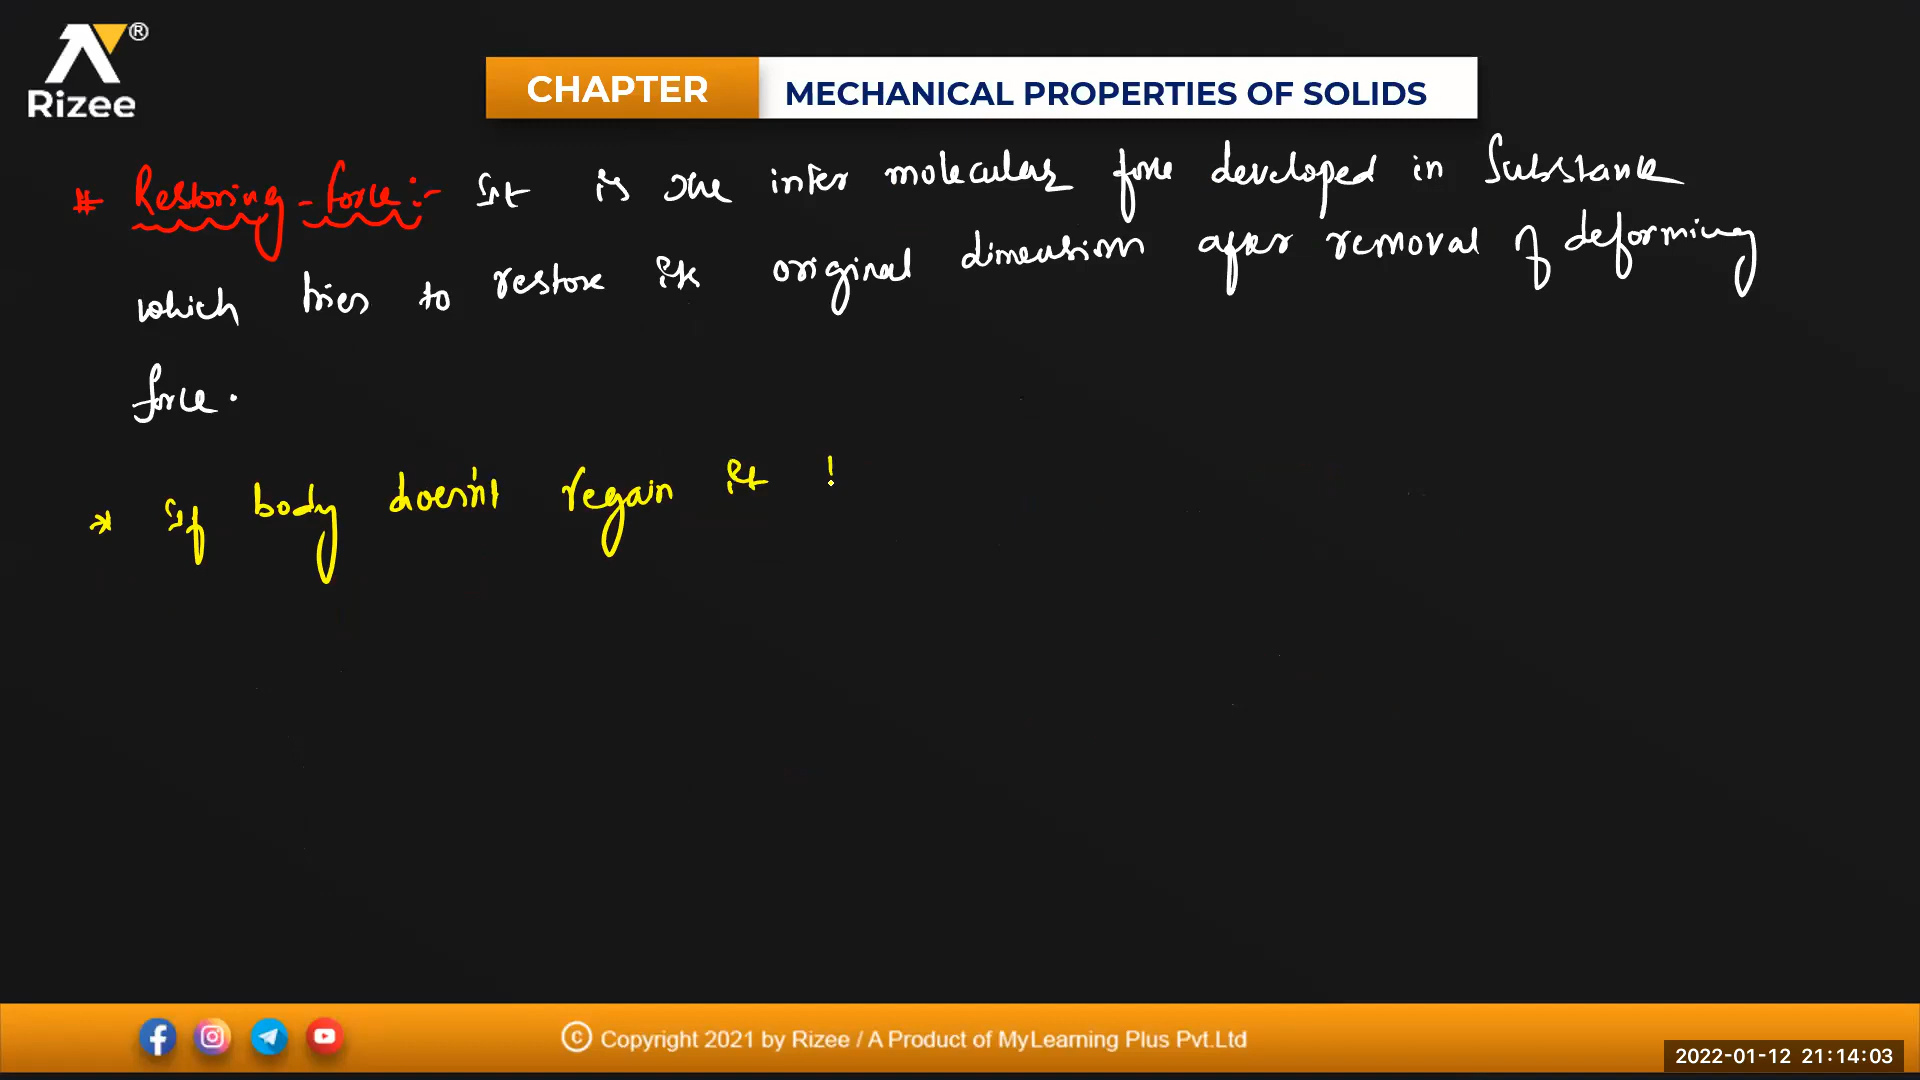 Rizee®
CHAPTER MECHANICAL PROPERTIES OF SOLIDS
# Restoring-force:- It is the inter molecular force developed in Substance
which tries to restore its original dimensions after removal of deforming
force.
* If body doesn't regain it
© Copyright 2021 by Rizee / A Product of MyLearning Plus Pvt.Ltd
2022-01-12 21:14:03